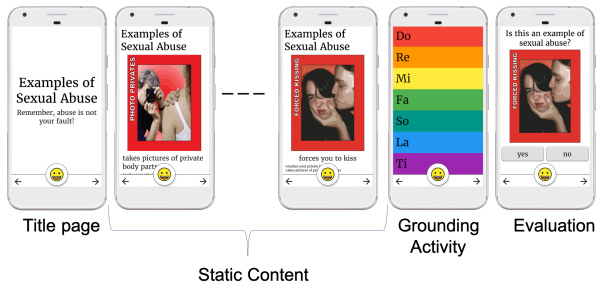 Examples of
Sexual Abuse
Remember, abuse is not
your fault!
Examples of
Sexual Abuse
PHOTO PRIVATES
takes pictures of private
body parts
Examples of
Sexual Abuse
FORCED KISSING
forces you to kiss
Do
Re
Mi
Fa
So
La
Ti
Is this an example of
sexual abuse?
FORCED KISSING
yes
no
Title page
Static Content
Grounding
Activity
Evaluation